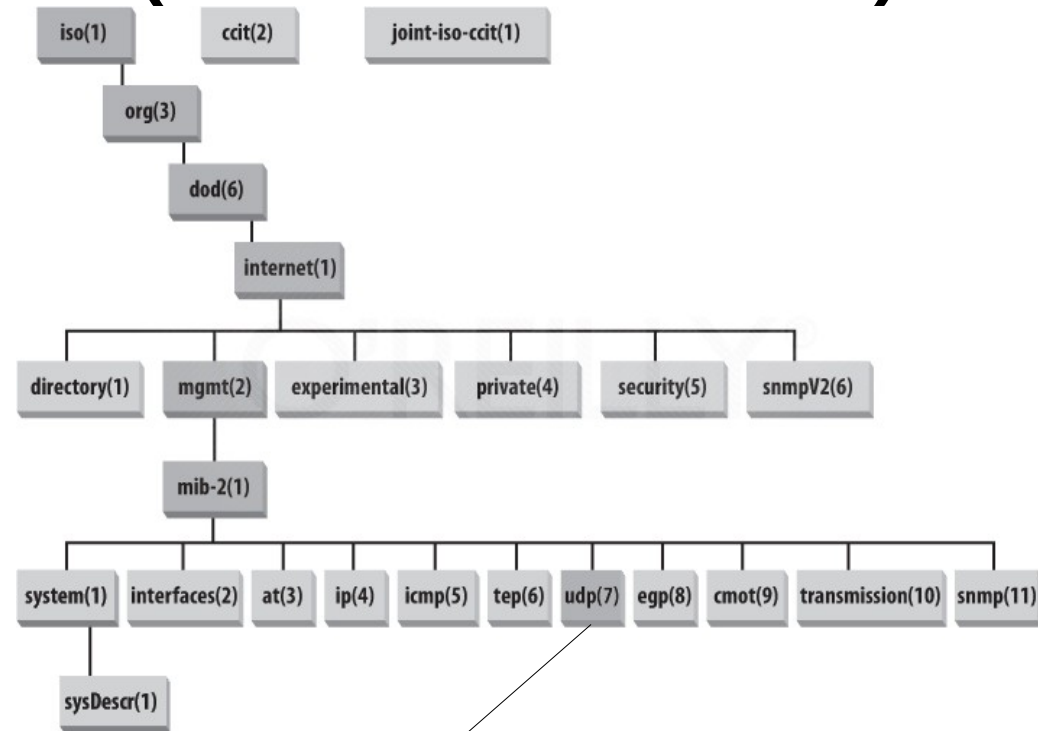 iso(1) ccit(2) joint-iso-ccit(1)
org(3)
dod(6)
internet(1)
directory(1) mgmt(2) experimental(3) private(4) security(5) snmpV2(6)
mib-2(1)
system(1) interfaces(2) at(3) ip(4) icmp(5) tep(6) udp(7) egp(8) cmot(9) transmission(10) snmp(11)
sysDescr(1)